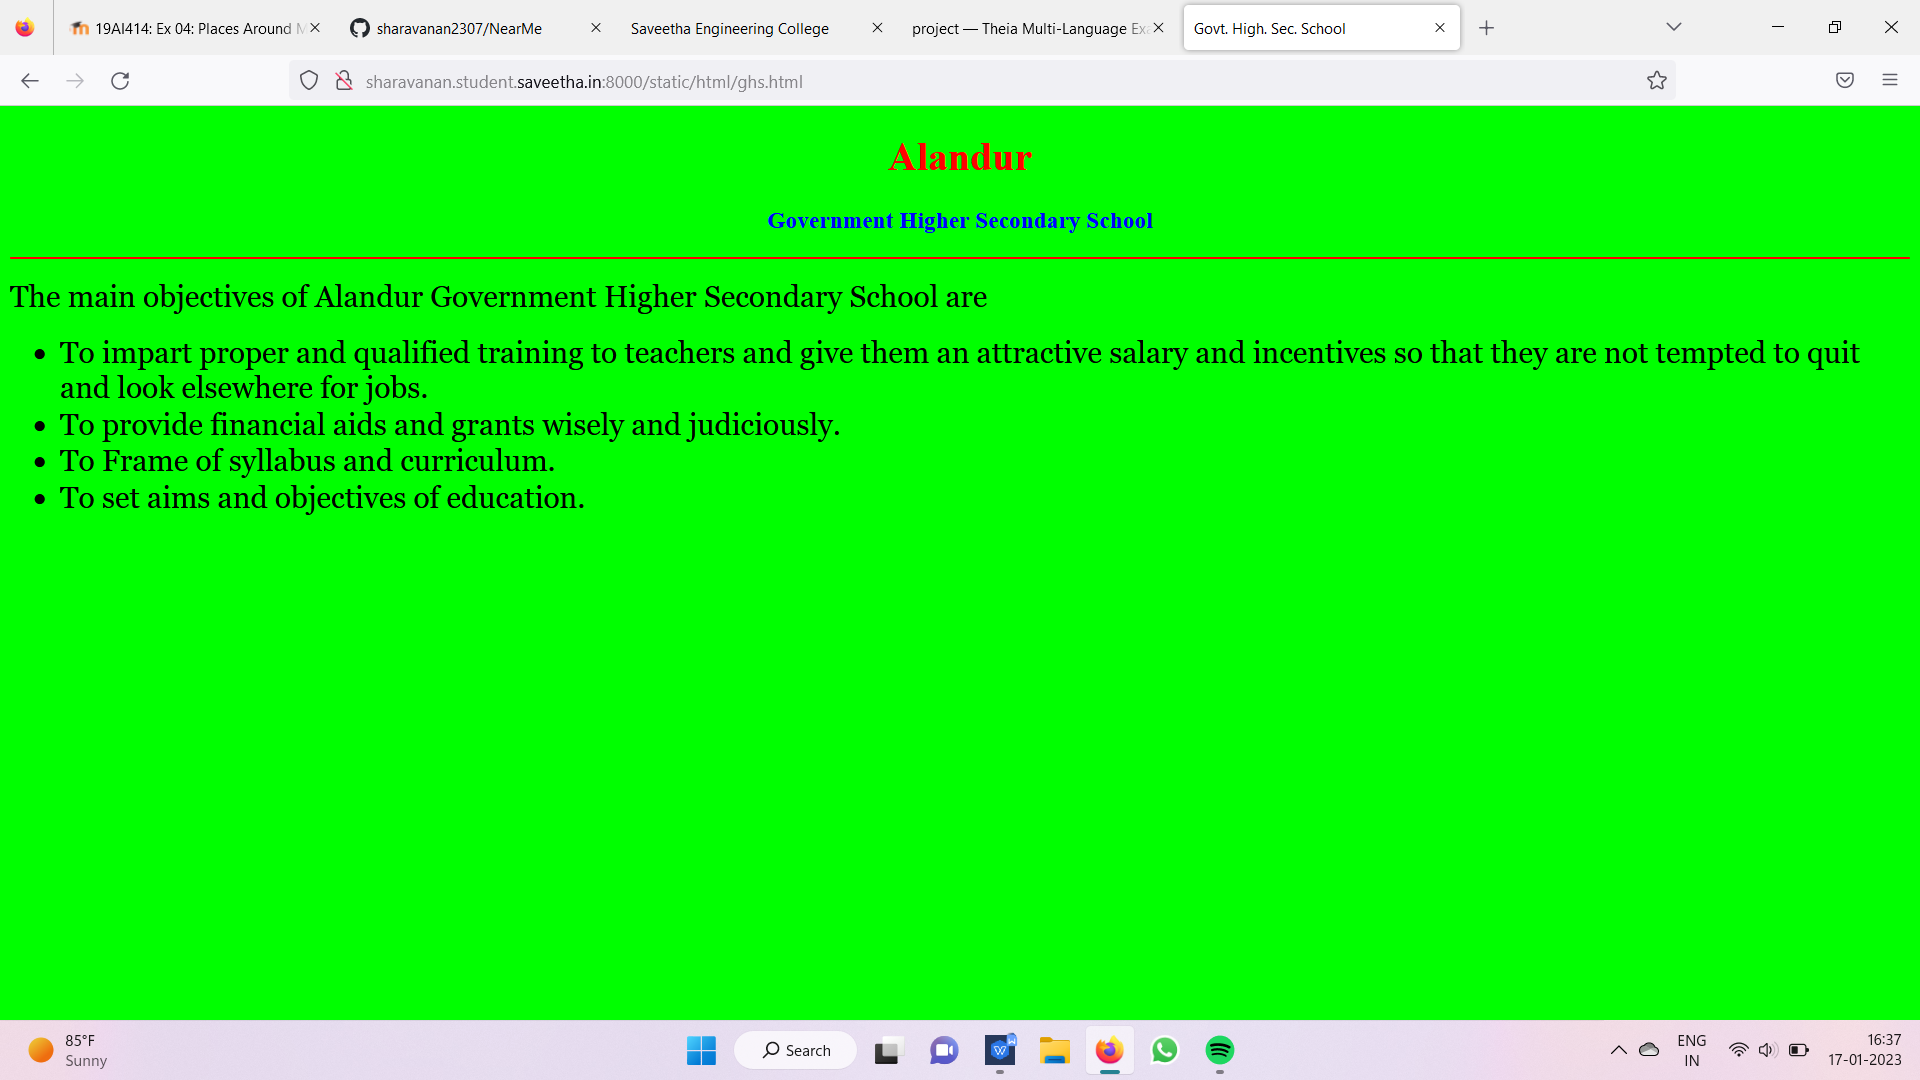 19AI414: Ex 04: Places Around M
sharavanan2307/NearMe
Saveetha Engineering College
project — Theia Multi-Language Exa
Govt. High. Sec. School
sharavanan.student.saveetha.in:8000/static/html/ghs.html
Alandur
Government Higher Secondary School
The main objectives of Alandur Government Higher Secondary School are
• To impart proper and qualified training to teachers and give them an attractive salary and incentives so that they are not tempted to quit
and look elsewhere for jobs.
• To provide financial aids and grants wisely and judiciously.
• To Frame of syllabus and curriculum.
• To set aims and objectives of education.
85°F
Sunny
Search
ENG
IN
16:37
17-01-2023